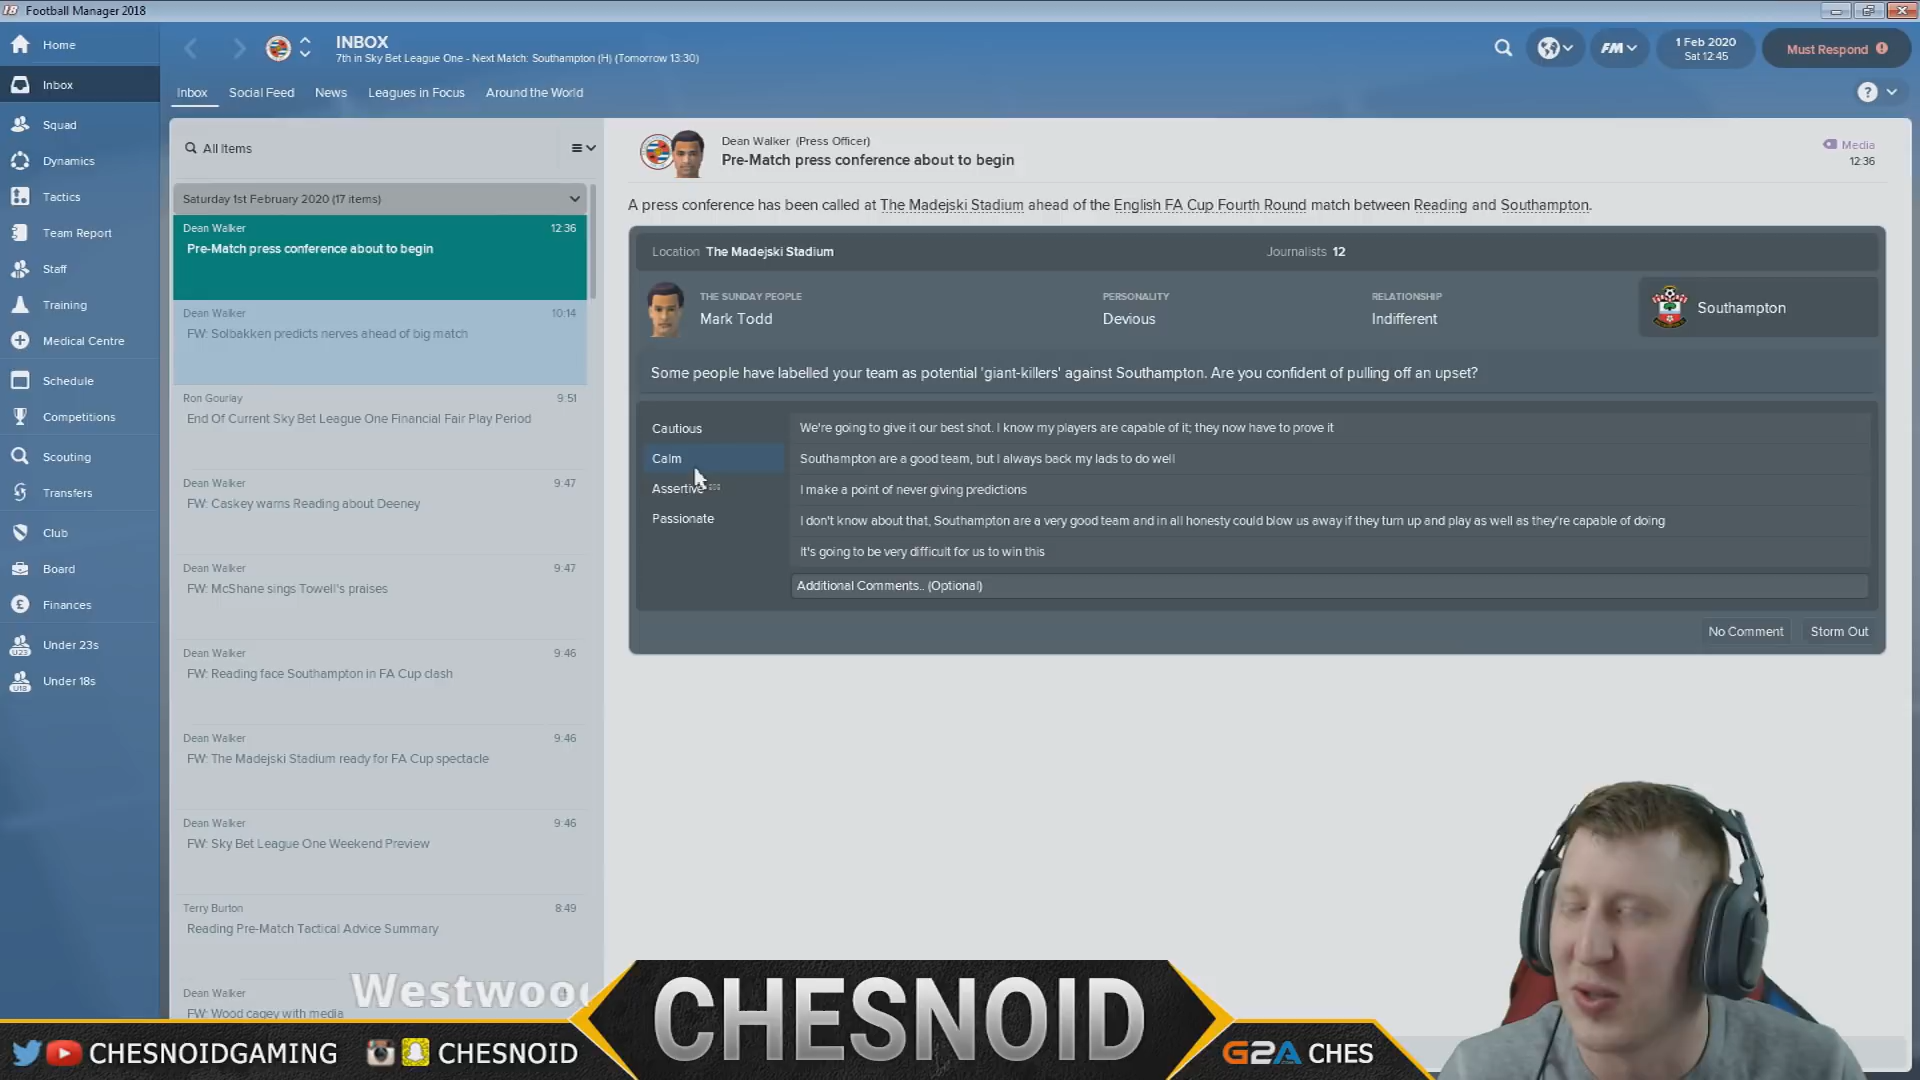 18 Football Manager 2018
Home
Inbox
Squad
Dynamics
Tactics
Team Report
Staff
Training
Medical Centre
Schedule
Competitions
Scouting
Transfers
Club
Board
Finances
Under 23s
Under 18s
INBOX
7th in Sky Bet League One - Next Match: Southampton (H) (Tomorrow 13:30)
FM
1 Feb 2020
Sat 12:45
Must Respond
Inbox Social Feed News Leagues in Focus Around the World
?
All Items
Saturday 1st February 2020 (17 items)
Dean Walker 12:36
Pre-Match press conference about to begin
Dean Walker 10:14
FW: Solbakken predicts nerves ahead of big match
Ron Gourlay 9:51
End Of Current Sky Bet League One Financial Fair Play Period
Dean Walker 9:47
FW: Caskey warns Reading about Deeney
Dean Walker 9:47
FW: McShane sings Towell's praises
Dean Walker 9:46
FW: Reading face Southampton in FA Cup clash
Dean Walker 9:46
FW: The Madejski Stadium ready for FA Cup spectacle
Dean Walker 9:46
FW: Sky Bet League One Weekend Preview
Terry Burton 8:49
Reading Pre-Match Tactical Advice Summary
Dean Walker
FW: Wood cagey with media
Dean Walker (Press Officer)
Pre-Match press conference about to begin
Media
12:36
A press conference has been called at The Madejski Stadium ahead of the English FA Cup Fourth Round match between Reading and Southampton.
Location The Madejski Stadium
Journalists 12
THE SUNDAY PEOPLE
Mark Todd
PERSONALITY
Devious
RELATIONSHIP
Indifferent
Southampton
Some people have labelled your team as potential 'giant-killers' against Southampton. Are you confident of pulling off an upset?
Cautious
Calm
Assertive
Passionate
We're going to give it our best shot. I know my players are capable of it; they now have to prove it
Southampton are a good team, but I always back my lads to do well
I make a point of never giving predictions
I don't know about that, Southampton are a very good team and in all honesty could blow us away if they turn up and play as well as they're capable of doing
It's going to be very difficult for us to win this
Additional Comments.. (Optional)
No Comment
Storm Out
Westwood
CHESNOID
CHESNOIDGAMING
CHESNOID
G2A CHES